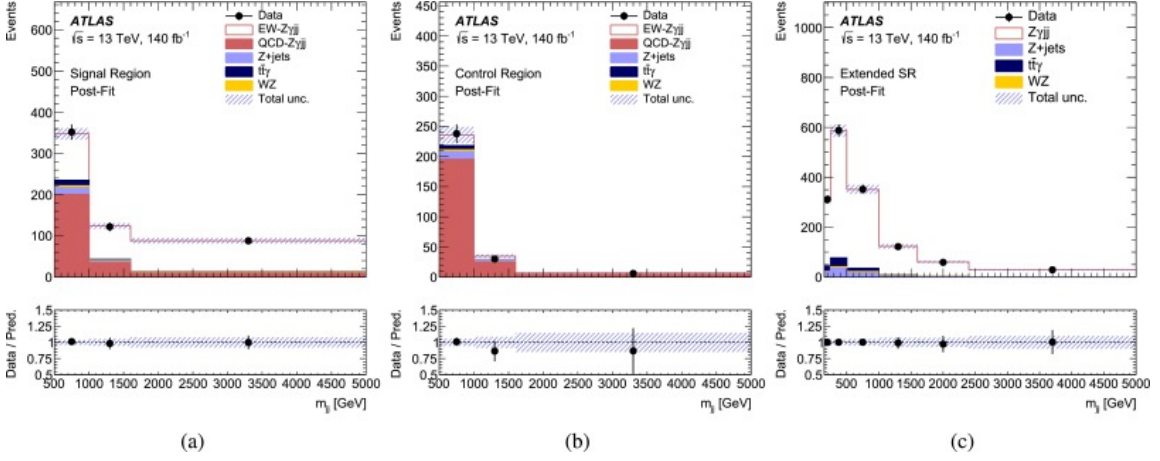 Events
ATLAS
√s = 13 TeV, 140 fb⁻¹
Signal Region
Post-Fit
Data
EW-Zγjj
QCD-Zγjj
Z+jets
tt̄γ
WZ
Total unc.
600
500
400
300
200
100
0
Data / Pred.
1.5
1.25
1
0.75
0.5
500 1000 1500 2000 2500 3000 3500 4000 4500 5000
m_jj [GeV]
(a)
Events
ATLAS
√s = 13 TeV, 140 fb⁻¹
Control Region
Post-Fit
Data
EW-Zγjj
QCD-Zγjj
Z+jets
tt̄γ
WZ
Total unc.
450
400
350
300
250
200
150
100
50
0
Data / Pred.
1.5
1.25
1
0.75
0.5
500 1000 1500 2000 2500 3000 3500 4000 4500 5000
m_jj [GeV]
(b)
Events
ATLAS
√s = 13 TeV, 140 fb⁻¹
Extended SR
Post-Fit
Data
Zγjj
Z+jets
tt̄γ
WZ
Total unc.
1000
800
600
400
200
0
Data / Pred.
1.5
1.25
1
0.75
0.5
500 1000 1500 2000 2500 3000 3500 4000 4500 5000
m_jj [GeV]
(c)